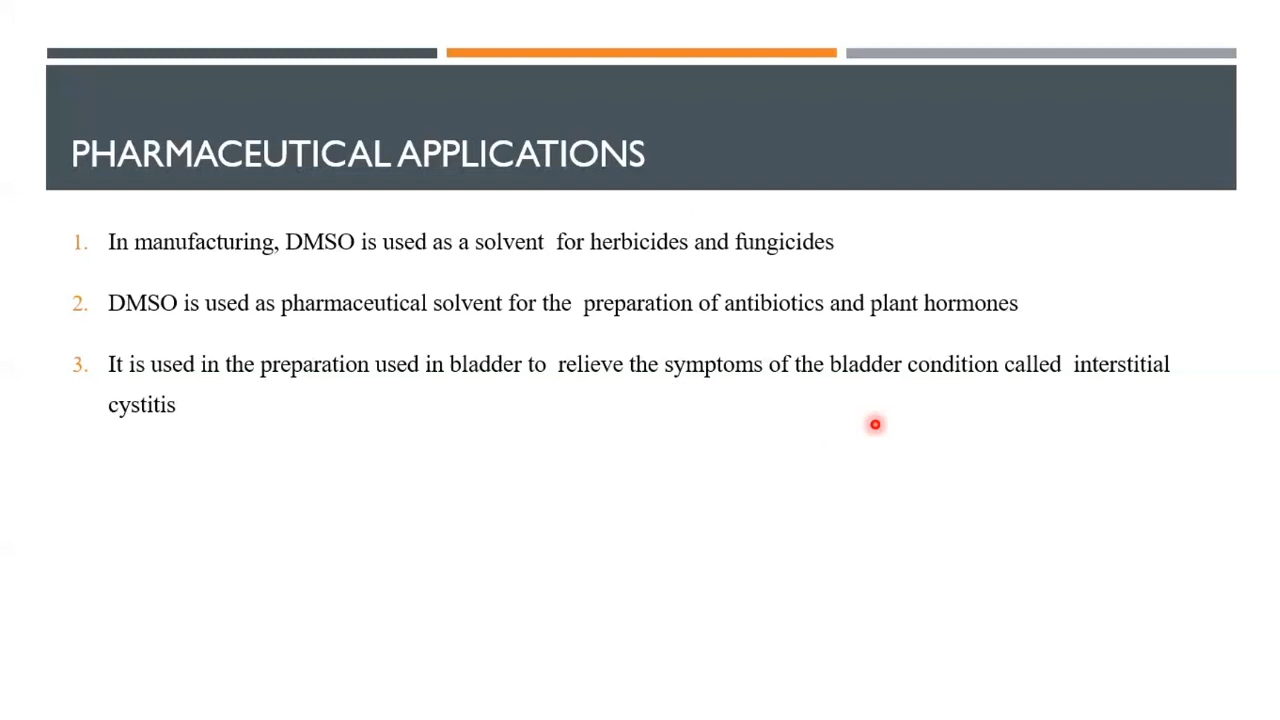 PHARMACEUTICAL APPLICATIONS
1. In manufacturing, DMSO is used as a solvent for herbicides and fungicides
2. DMSO is used as pharmaceutical solvent for the preparation of antibiotics and plant hormones
3. It is used in the preparation used in bladder to relieve the symptoms of the bladder condition called interstitial
cystitis